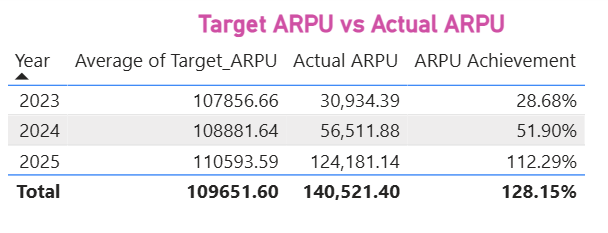 Target ARPU vs Actual ARPU
Year Average of Target_ARPU Actual ARPU ARPU Achievement
2023 107856.66 30,934.39 28.68%
2024 108881.64 56,511.88 51.90%
2025 110593.59 124,181.14 112.29%
Total 109651.60 140,521.40 128.15%